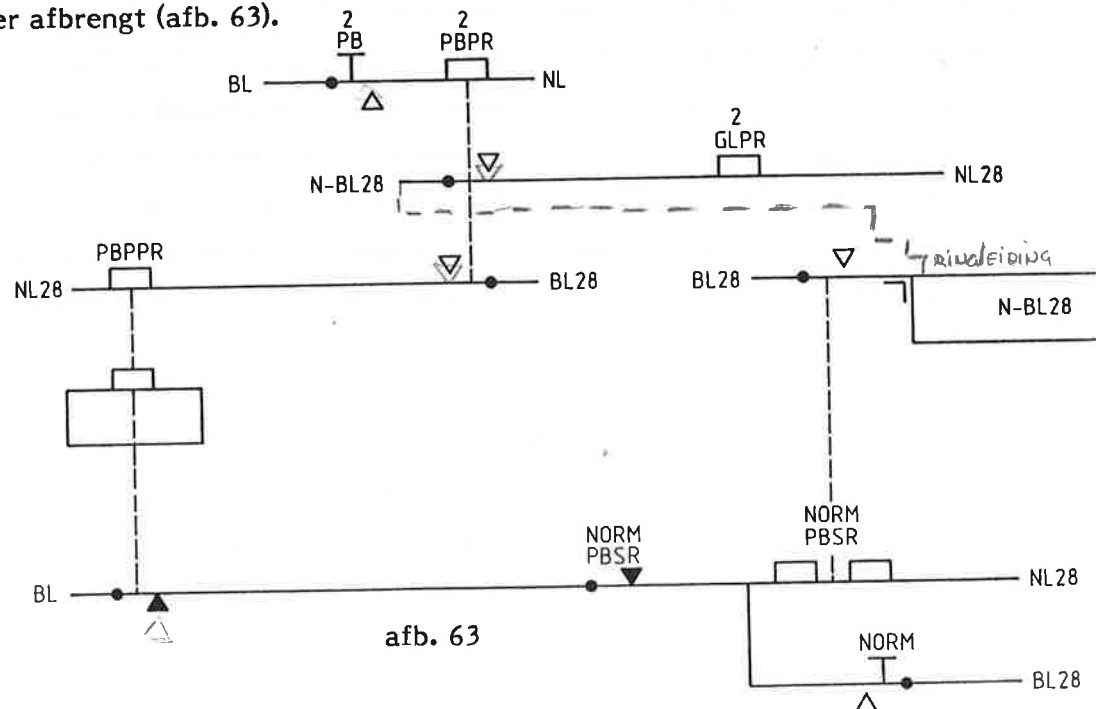 er afbrengt (afb. 63).
2
PB
2
PBPR
BL
NL
2
GLPR
N-BL28
NL28
RINGLEIDING
PBPPR
NL28
BL28
BL28
N-BL28
NORM
PBSR
NORM
PBSR
BL
NL28
afb. 63
NORM
BL28